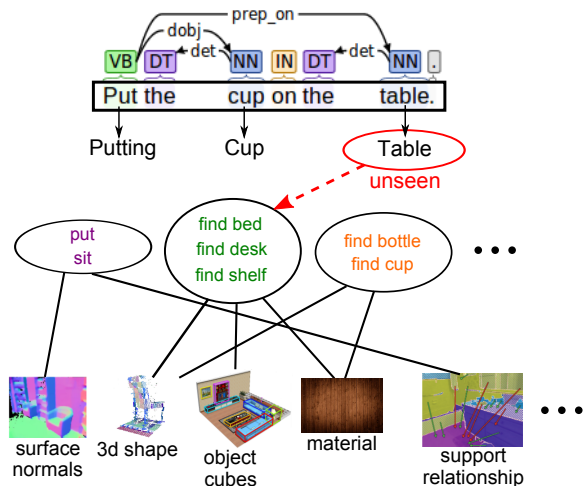 prep_on
dobj
det
det
VB DT NN IN DT NN .
Put the cup on the table.
Putting Cup Table
unseen
find bed
find desk
find shelf
put
sit
find bottle
find cup
surface
normals
3d shape
object
cubes
material
support
relationship